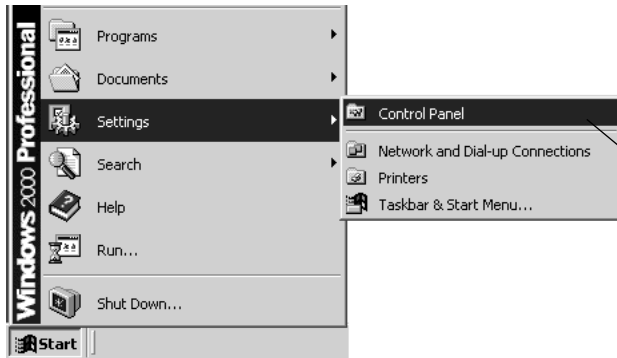 Windows 2000 Professional
Programs
Documents
Settings
Search
Help
Run...
Shut Down...
Start
Control Panel
Network and Dial-up Connections
Printers
Taskbar & Start Menu...